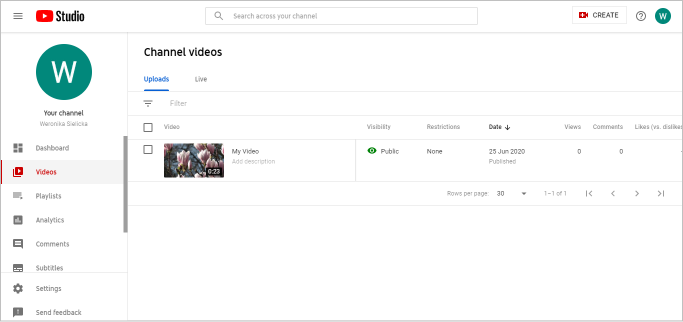 Studio
Search across your channel
CREATE
W
W
Your channel
Weronika Sielicka
Dashboard
Videos
Playlists
Analytics
Comments
Subtitles
Settings
Send feedback
Channel videos
Uploads
Live
Filter
Video
Visibility
Restrictions
Date
Views
Comments
Likes (vs. dislikes
My Video
Add description
0:23
Public
None
25 Jun 2020
Published
0
0
Rows per page:
30
1–1 of 1